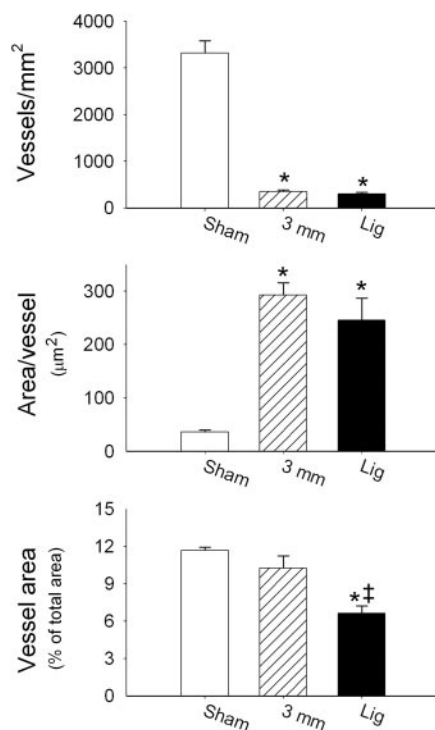 Vessels/mm²
4000
3000
2000
1000
0
* *
Sham 3 mm Lig
Area/vessel
(μm²)
300
200
100
0
* *
Sham 3 mm Lig
Vessel area
(% of total area)
15
12
9
6
3
0
*‡
Sham 3 mm Lig